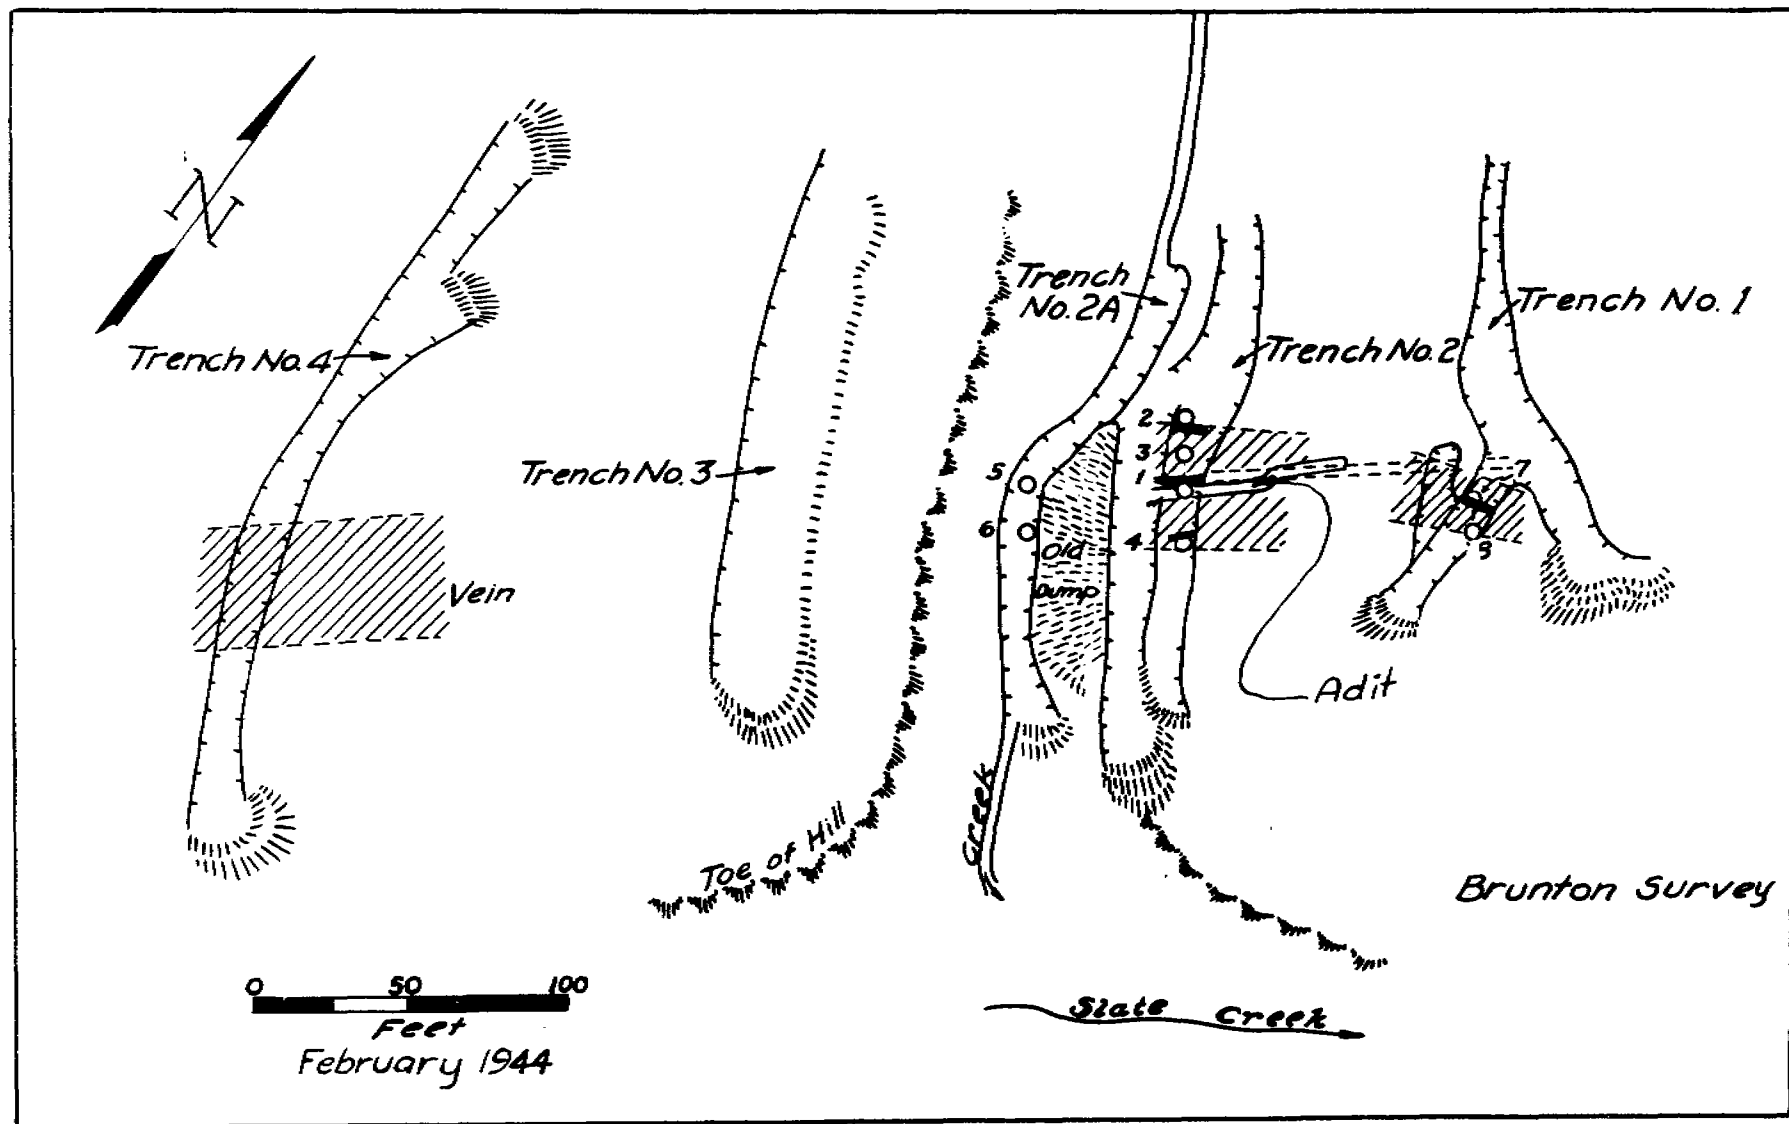 N
Trench No. 4
Vein
Trench No. 3
Trench
No. 2A
Trench No. 2
Trench No. 1
2
3
1
4
5
6
7
8
Old
Dump
Adit
Creek
Toe of Hill
Brunton Survey
0 50 100
Feet
February 1944
Slate Creek